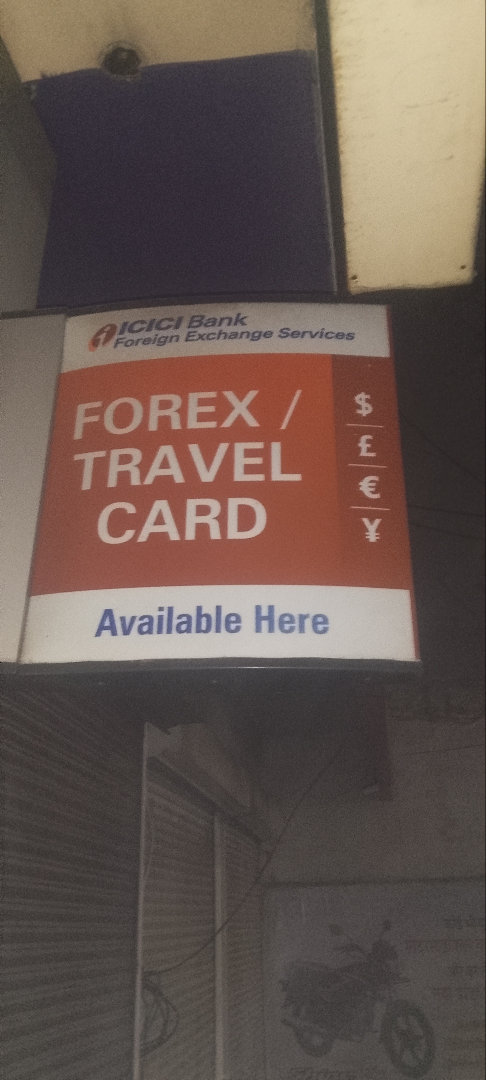 ICICI Bank
Foreign Exchange Services
FOREX /
TRAVEL
CARD
$
£
€
¥
Available Here